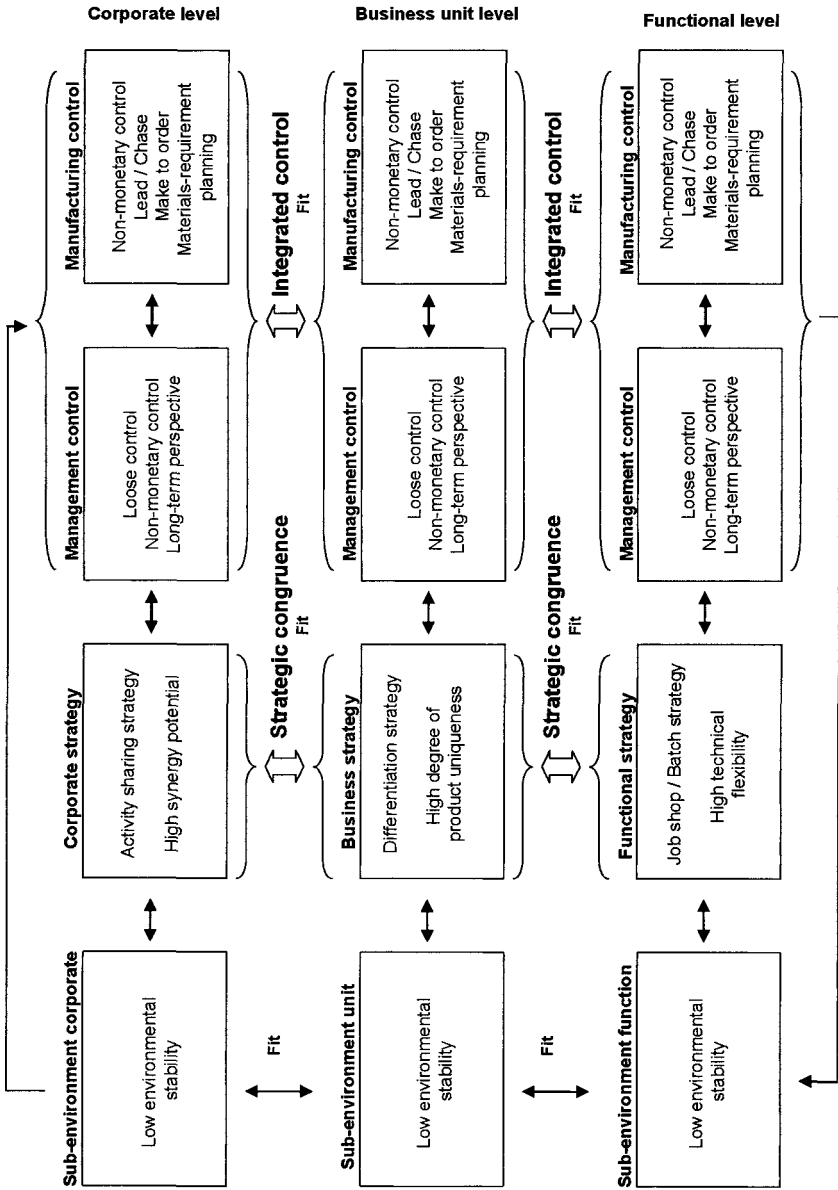 Corporate level
Sub-environment corporate
Low environmental
stability
Corporate strategy
Activity sharing strategy
High synergy potential
Management control
Loose control
Non-monetary control
Long-term perspective
Manufacturing control
Non-monetary control
Lead / Chase
Make to order
Materials-requirement
planning
Fit
Strategic congruence
Fit
Integrated control
Fit
Business unit level
Sub-environment unit
Low environmental
stability
Business strategy
Differentiation strategy
High degree of
product uniqueness
Management control
Loose control
Non-monetary control
Long-term perspective
Manufacturing control
Non-monetary control
Lead / Chase
Make to order
Materials-requirement
planning
Fit
Strategic congruence
Fit
Integrated control
Fit
Functional level
Sub-environment function
Low environmental
stability
Functional strategy
Job shop / Batch strategy
High technical
flexibility
Management control
Loose control
Non-monetary control
Long-term perspective
Manufacturing control
Non-monetary control
Lead / Chase
Make to order
Materials-requirement
planning